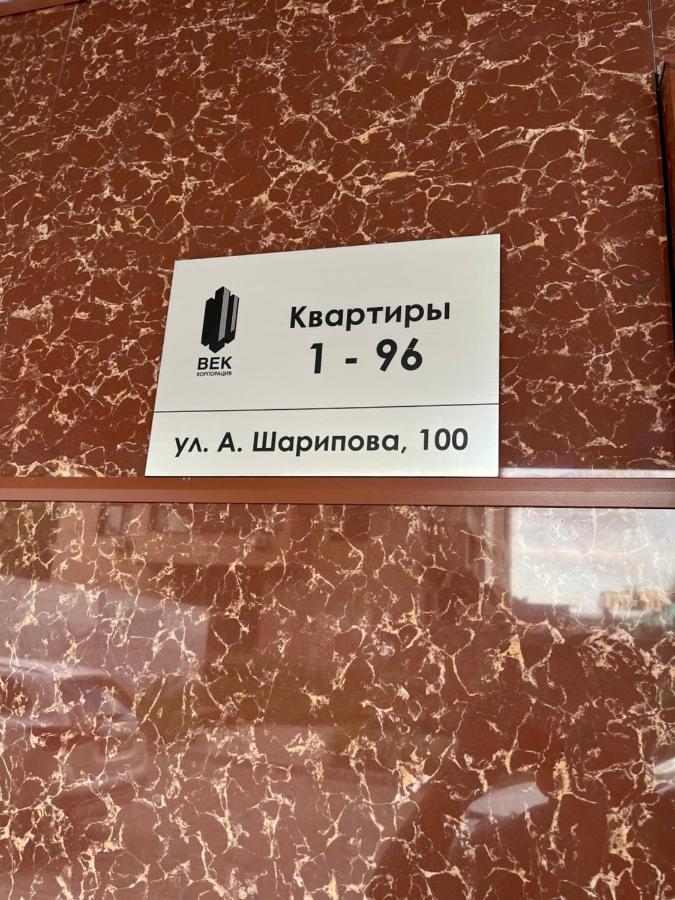 Квартиры
1 - 96
ВЕК
КОРПОРАЦИЯ
ул. А. Шарипова, 100